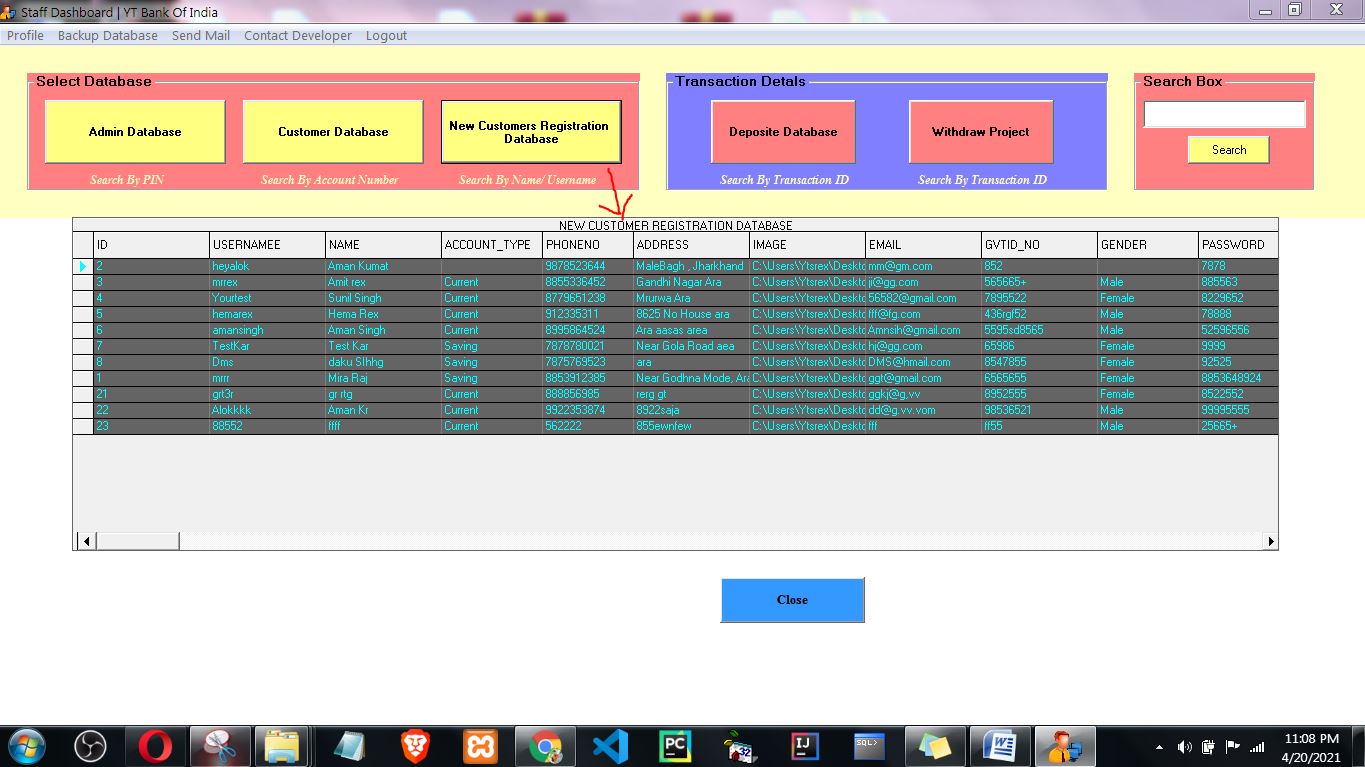 Staff Dashboard | YT Bank Of India
Profile Backup Database Send Mail Contact Developer Logout
Select Database
Admin Database
Search By PIN
Customer Database
Search By Account Number
New Customers Registration
Database
Search By Name/ Username
Transaction Detals
Deposite Database
Search By Transaction ID
Withdraw Project
Search By Transaction ID
Search Box
Search
NEW CUSTOMER REGISTRATION DATABASE
ID USERNAMEE NAME ACCOUNT_TYPE PHONENO ADDRESS IMAGE EMAIL GVTID_NO GENDER PASSWORD
2 heyalok Aman Kumat 9878523644 MaleBagh , Jharkhand C:\Users\Ytsrex\Deskto mm@gm.com 852 7878
3 mrrex Amit rex Current 8855336452 Gandhi Nagar Ara C:\Users\Ytsrex\Deskto ji@gg.com 565665+ Male 885563
4 Yourtest Sunil Singh Current 8779651238 Mrurwa Ara C:\Users\Ytsrex\Deskto 56582@gmail.com 7895522 Female 8229652
5 hemarex Hema Rex Current 912335311 8625 No House ara C:\Users\Ytsrex\Deskto fff@fg.com 436rgf52 Male 78888
6 amansingh Aman Singh Current 8995864524 Ara aasas area C:\Users\Ytsrex\Deskto Amnsih@gmail.com 5595sd8565 Male 52596556
7 TestKar Test Kar Saving 7878780021 Near Gola Road aea C:\Users\Ytsrex\Deskto hj@gg.com 65986 Female 9999
8 Dms daku SIhhg Saving 7875769523 ara C:\Users\Ytsrex\Deskto DMS@hmail.com 8547855 Female 92525
1 mrrr Mira Raj Saving 8853912385 Near Godhna Mode, Ara C:\Users\Ytsrex\Deskto ggt@gmail.com 6565655 Female 8853648924
21 grt3r gr rtg Current 888856985 rerg gt C:\Users\Ytsrex\Deskto ggkj@g.vv 8952555 Female 8522552
22 Alokkkk Aman Kr Current 9922353874 8922saja C:\Users\Ytsrex\Deskto dd@g.vv.vom 98536521 Male 99995555
23 88552 ffff Current 562222 855ewnfew C:\Users\Ytsrex\Deskto fff ff55 Male 25665+
Close
PC
32
IJ
SQL>
W
11:08 PM
4/20/2021